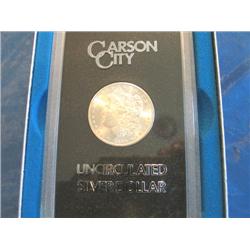 CARSON
CITY
UNCIRCULATED
SILVER DOLLAR